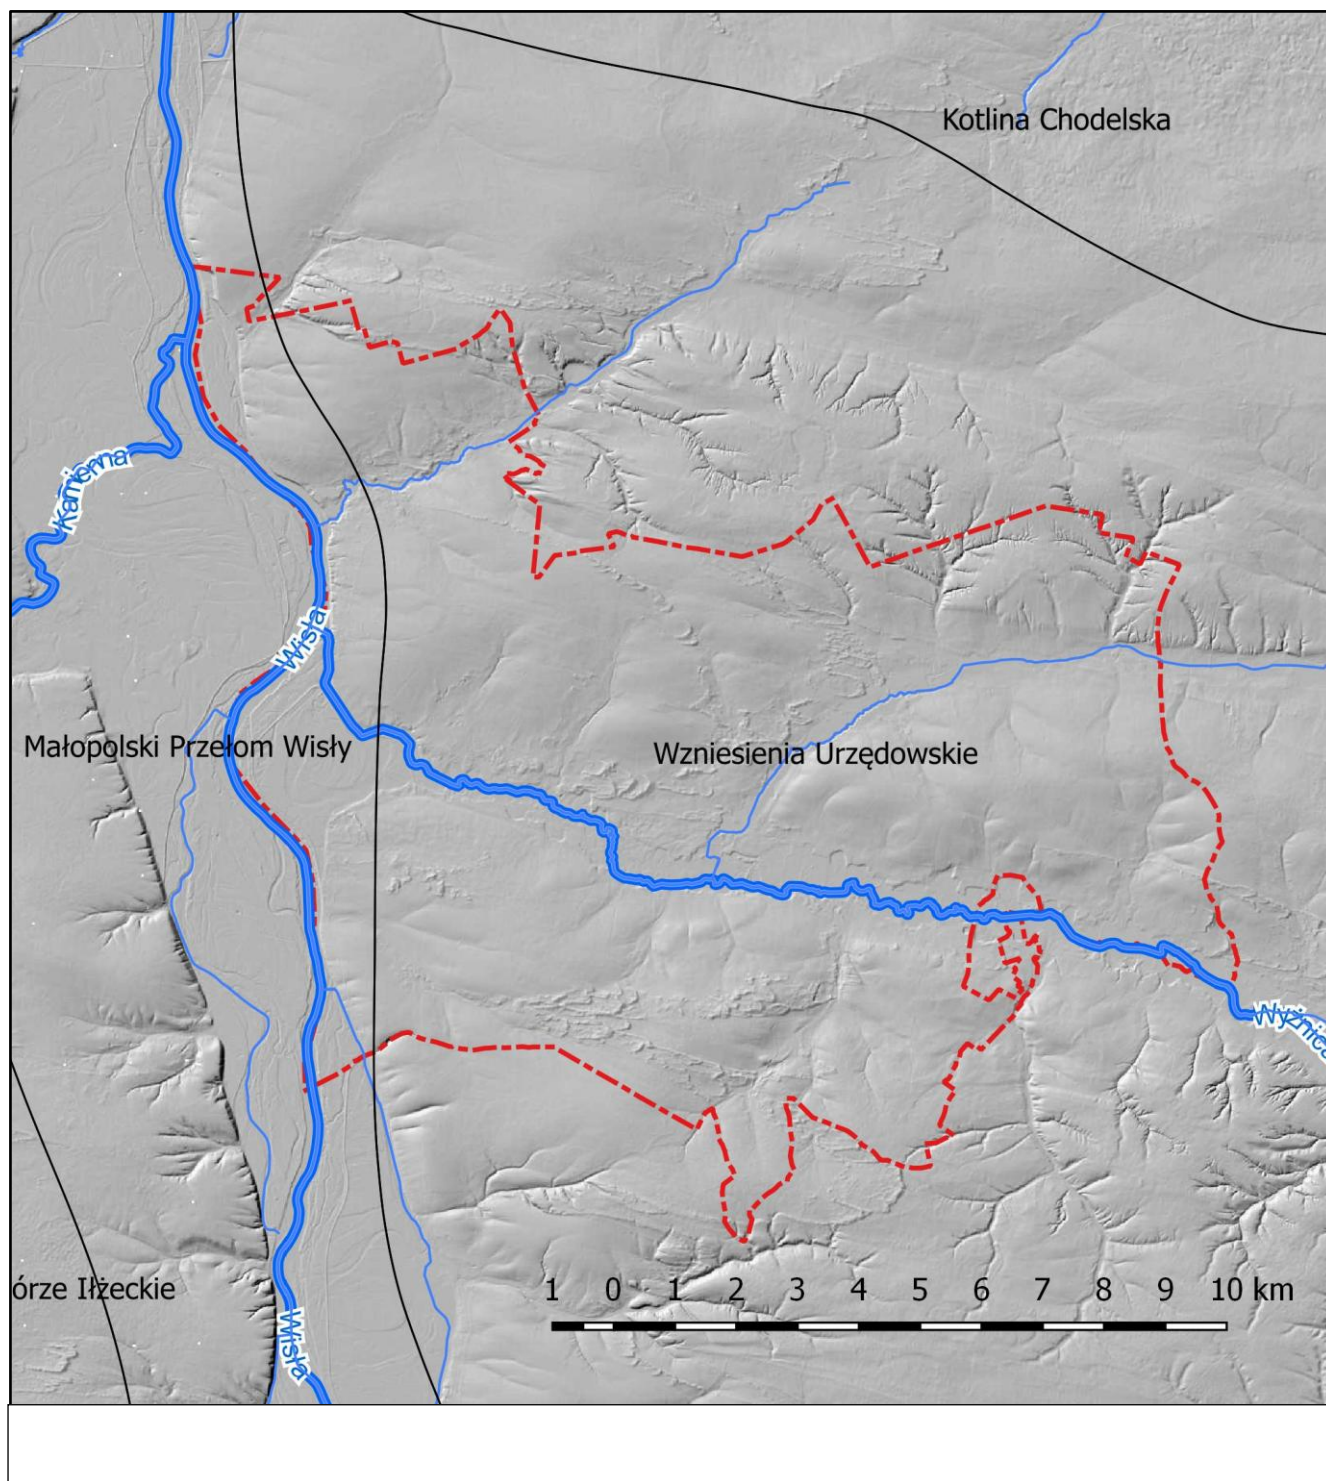 Kotlina Chodelska
Kamienna
Wisła
Małopolski Przełom Wisły
Wzniesienia Urzędowskie
Wyżnica
órze Iłżeckie
1 0 1 2 3 4 5 6 7 8 9 10 km
Wisła